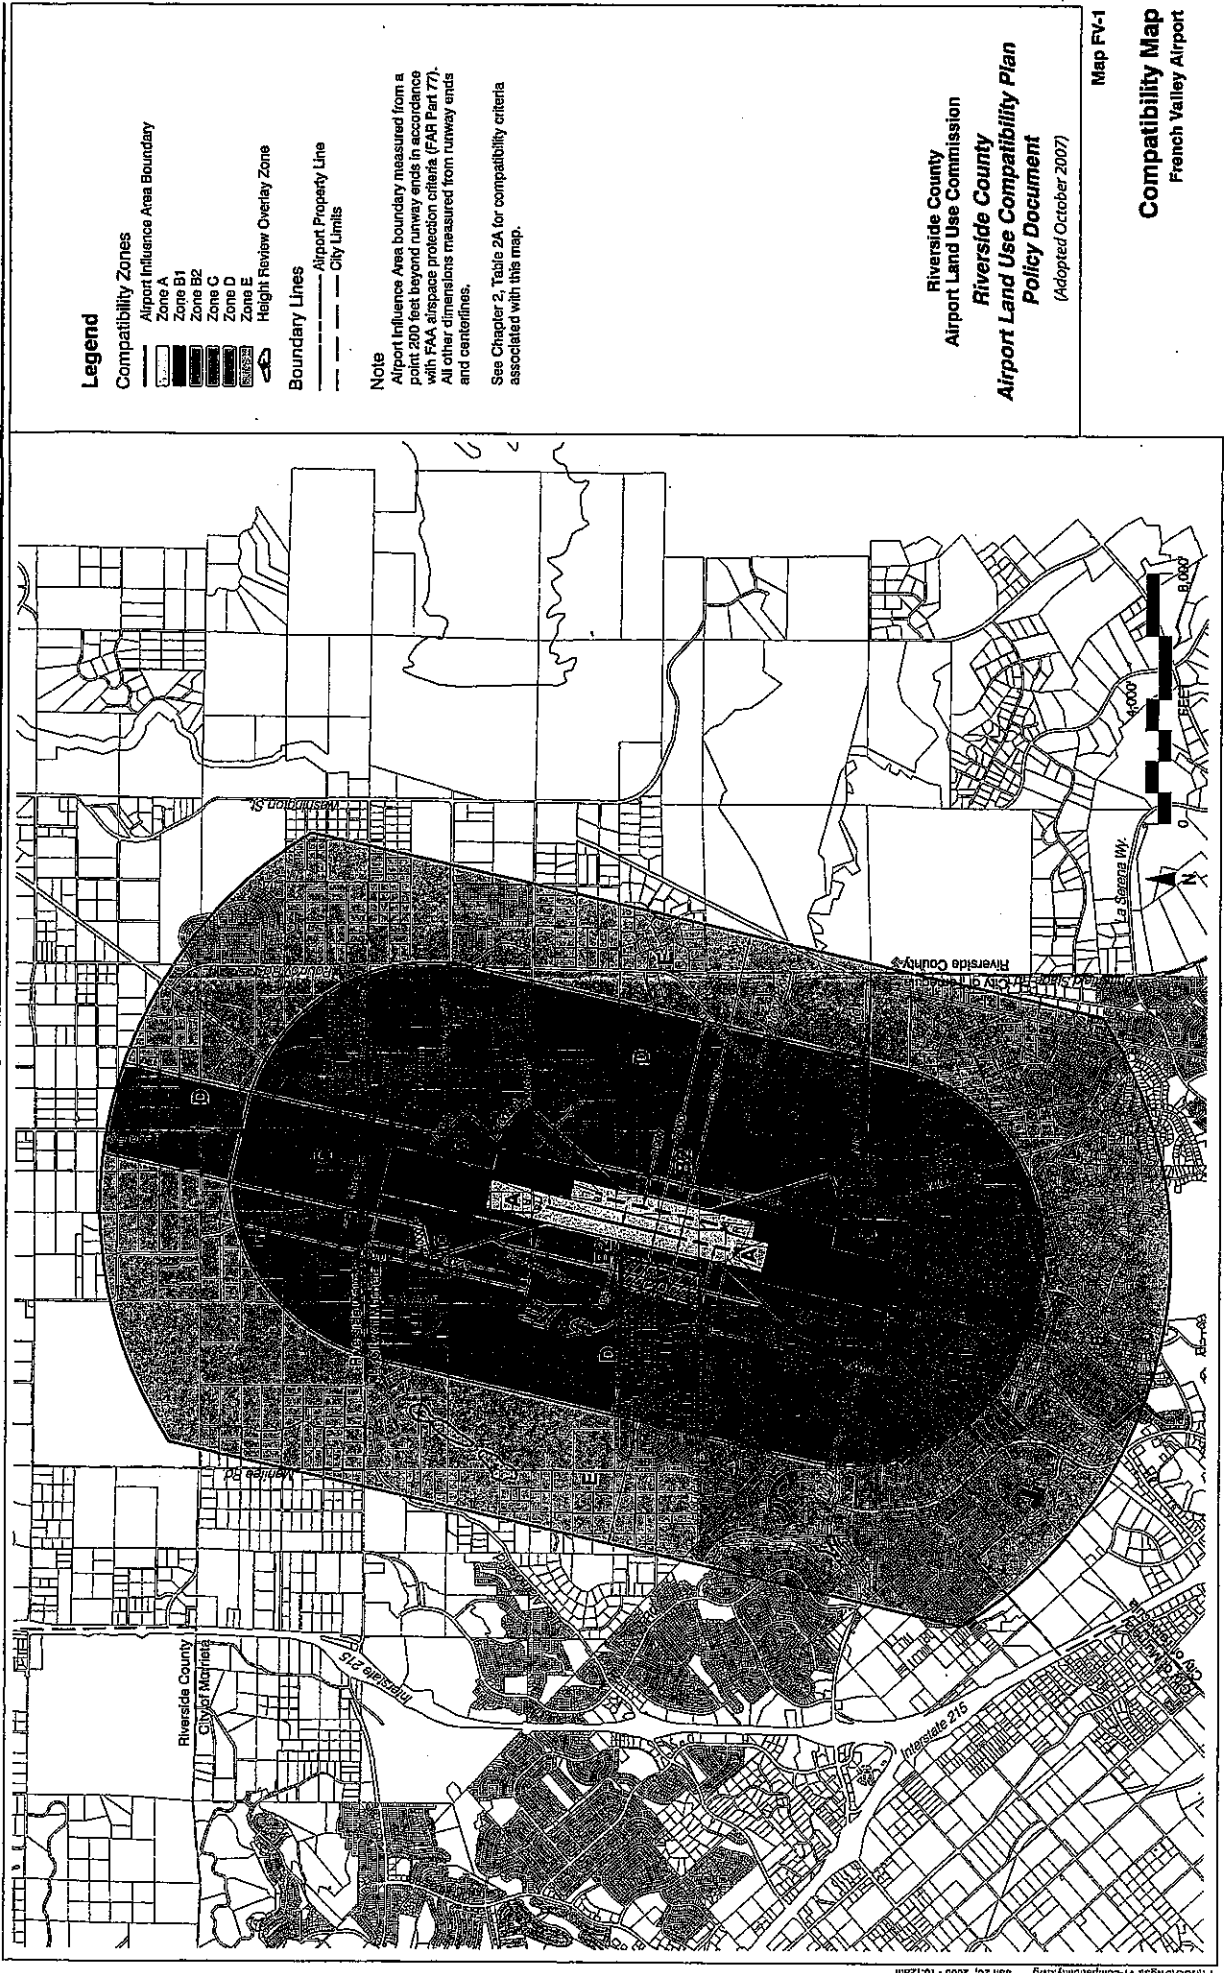 Legend
Compatibility Zones
Airport Influence Area Boundary
Zone A
Zone B1
Zone B2
Zone C
Zone D
Zone E
Height Review Overlay Zone
Boundary Lines
Airport Property Line
City Limits
Note
Airport Influence Area boundary measured from a
point 200 feet beyond runway ends in accordance
with FAA airspace protection criteria (FAR Part 77).
All other dimensions measured from runway ends
and centerlines.
See Chapter 2, Table 2A for compatibility criteria
associated with this map.
Riverside County
Airport Land Use Commission
Riverside County
Airport Land Use Compatibility Plan
Policy Document
(Adopted October 2007)
Map FV-1
Compatibility Map
French Valley Airport
Riverside County
City of Murrieta
Interstate 215
Interstate 215
Washington St.
La Serena Wy.
Riverside County
City of Temecula
D
C
A
A
B2
D
D
E
E
N
0
4,000'
8,000'
FEET